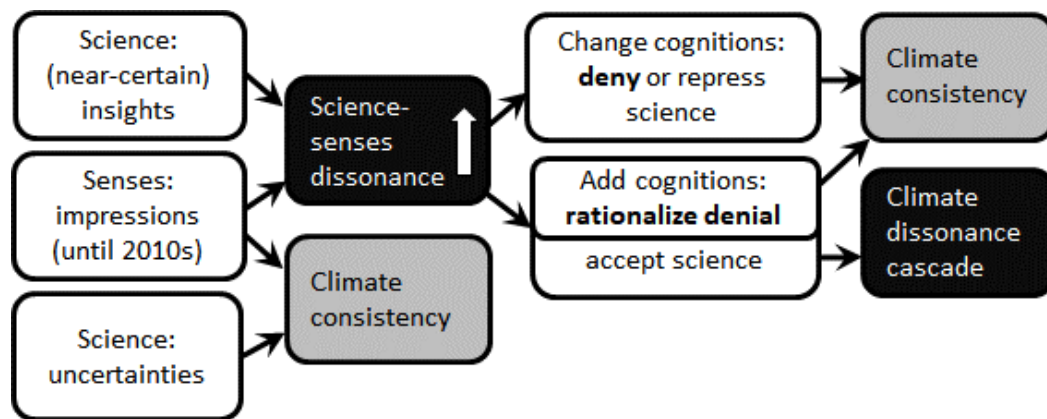 Science:
(near-certain)
insights
Senses:
impressions
(until 2010s)
Science:
uncertainties
Science-
senses
dissonance
Climate
consistency
Change cognitions:
deny or repress
science
Add cognitions:
rationalize denial
accept science
Climate
consistency
Climate
dissonance
cascade